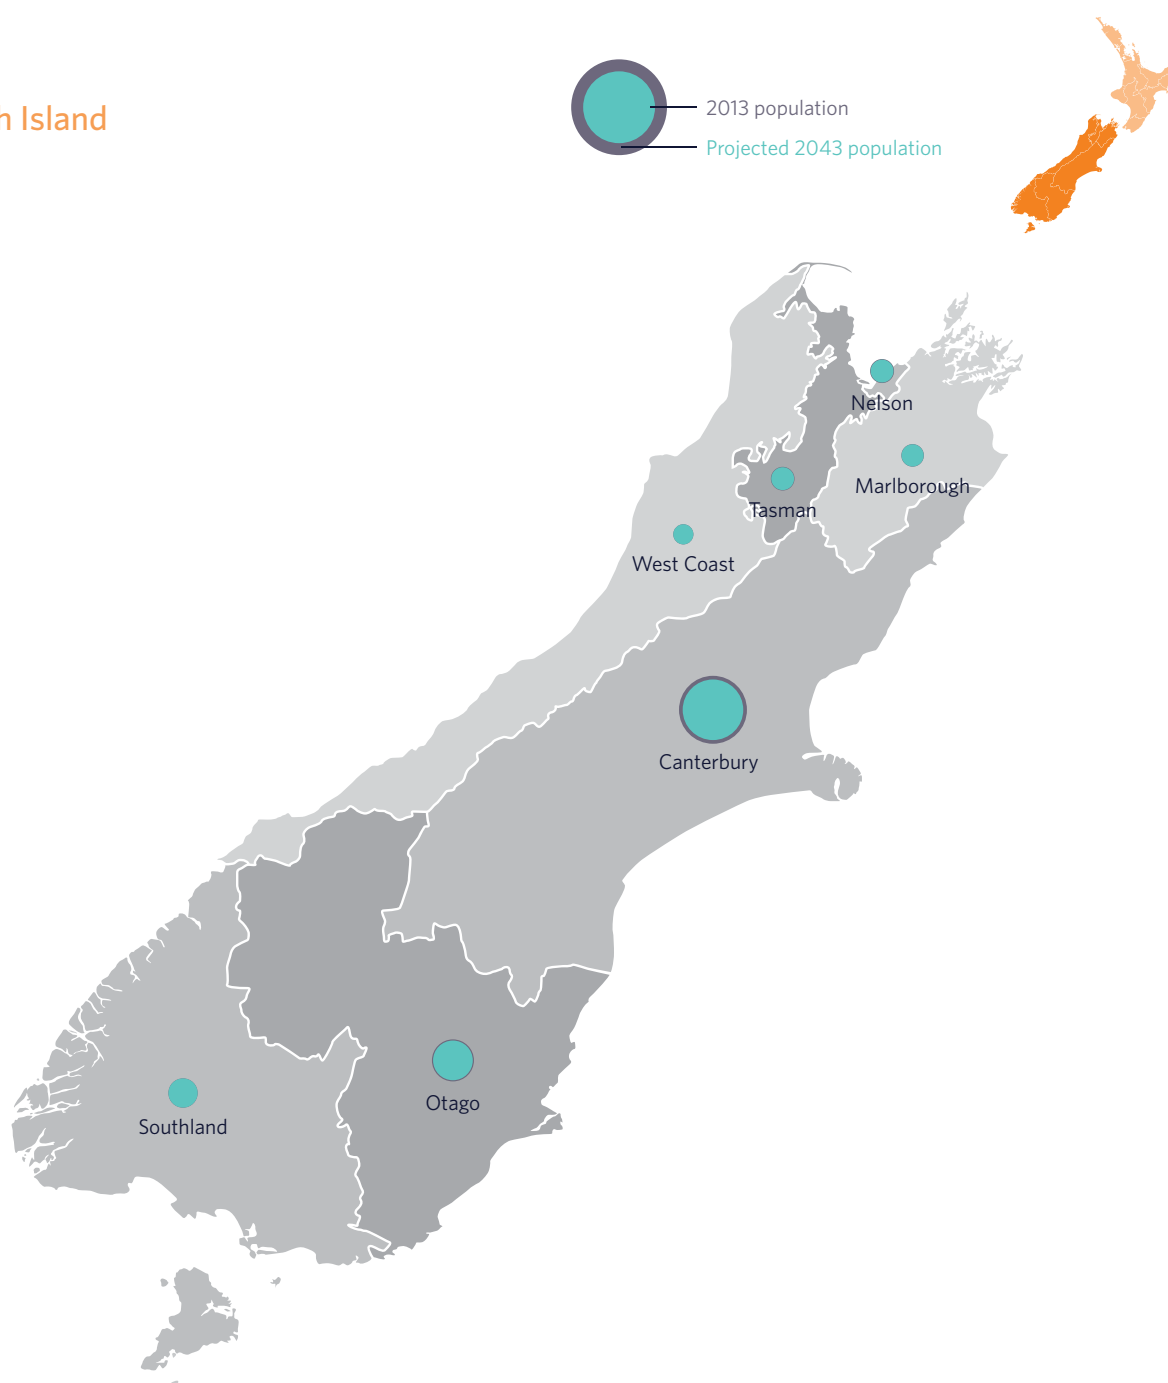 h Island
2013 population
Projected 2043 population
Nelson
Marlborough
Tasman
West Coast
Canterbury
Otago
Southland